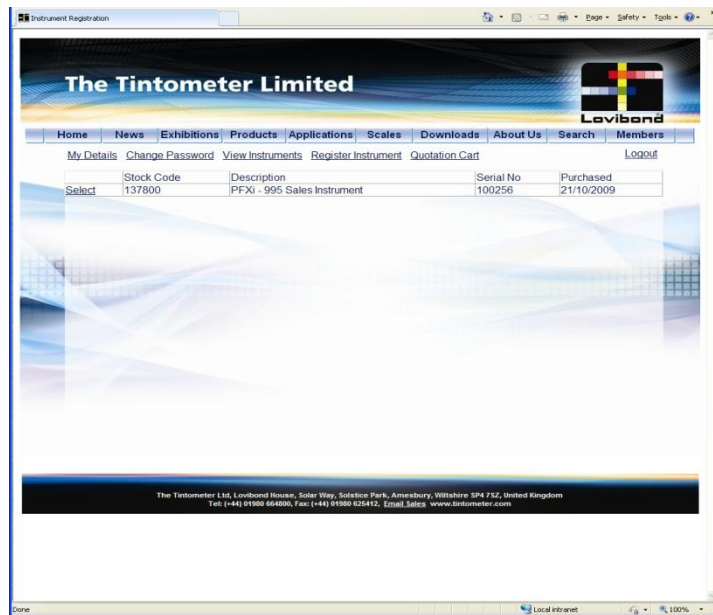 Instrument Registration
Page Safety Tools
The Tintometer Limited
Lovibond
Home News Exhibitions Products Applications Scales Downloads About Us Search Members
My Details Change Password View Instruments Register Instrument Quotation Cart Logout
Stock Code Description Serial No Purchased
Select 137800 PFXi - 995 Sales Instrument 100256 21/10/2009
The Tintometer Ltd, Lovibond House, Solar Way, Solstice Park, Amesbury, Wiltshire SP4 7SZ, United Kingdom
Tel: (+44) 01980 664800, Fax: (+44) 01980 625412, Email Sales www.tintometer.com
Done Local intranet 100%